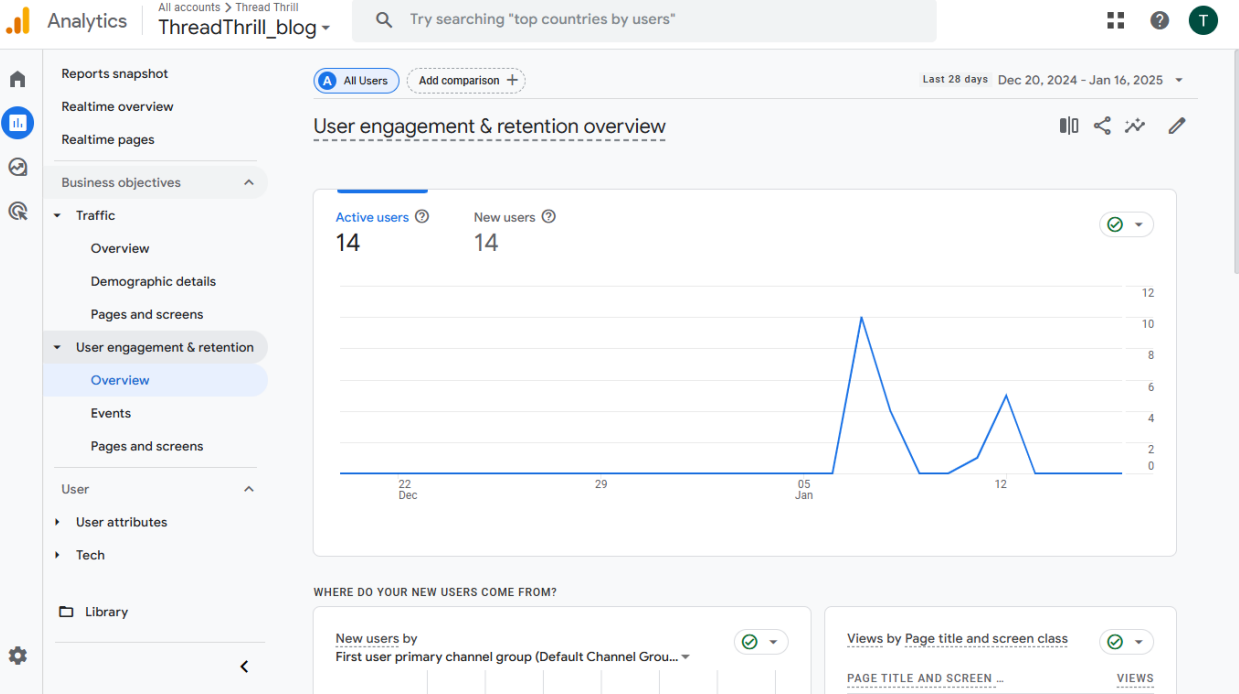 Analytics
All accounts > Thread Thrill
ThreadThrill_blog
Try searching "top countries by users"
T
Reports snapshot
Realtime overview
Realtime pages
Business objectives
Traffic
Overview
Demographic details
Pages and screens
User engagement & retention
Overview
Events
Pages and screens
User
User attributes
Tech
Library
A All Users
Add comparison +
Last 28 days Dec 20, 2024 - Jan 16, 2025
User engagement & retention overview
Active users
14
New users
14
12
10
8
6
4
2
0
22
Dec
29
05
Jan
12
WHERE DO YOUR NEW USERS COME FROM?
New users by
First user primary channel group (Default Channel Grou...
Views by Page title and screen class
PAGE TITLE AND SCREEN ...
VIEWS